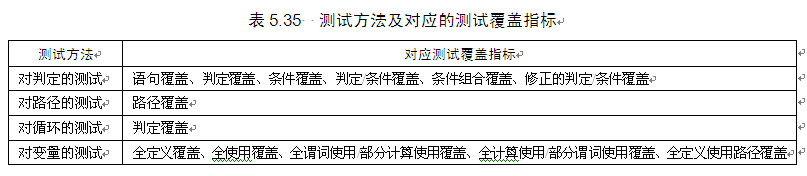 表 5.35 测试方法及对应的测试覆盖指标
测试方法 对应测试覆盖指标
对判定的测试 语句覆盖、判定覆盖、条件覆盖、判定/条件覆盖、条件组合覆盖、修正的判定/条件覆盖
对路径的测试 路径覆盖
对循环的测试 判定覆盖
对变量的测试 全定义覆盖、全使用覆盖、全谓词使用/部分计算使用覆盖、全计算使用/部分谓词使用覆盖、全定义使用路径覆盖